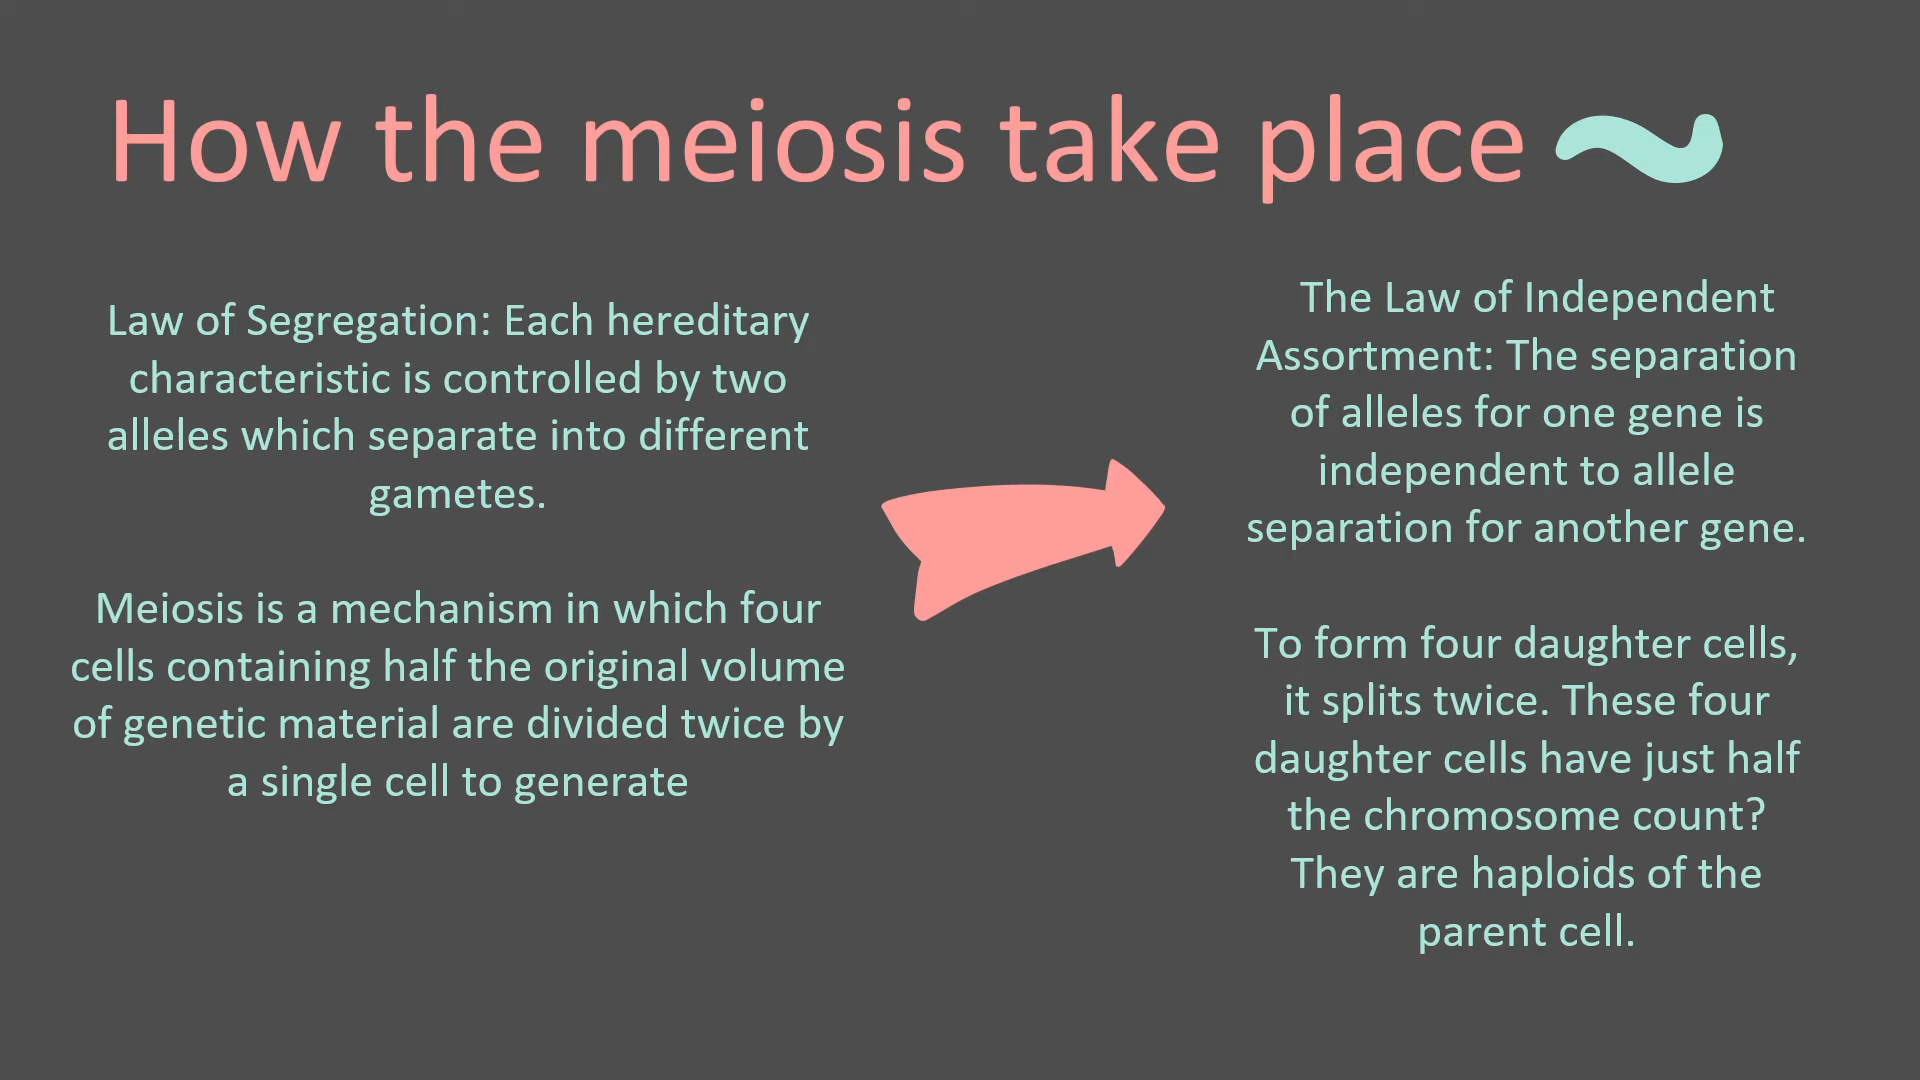 How the meiosis take place
Law of Segregation: Each hereditary
characteristic is controlled by two
alleles which separate into different
gametes.
Meiosis is a mechanism in which four
cells containing half the original volume
of genetic material are divided twice by
a single cell to generate
The Law of Independent
Assortment: The separation
of alleles for one gene is
independent to allele
separation for another gene.
To form four daughter cells,
it splits twice. These four
daughter cells have just half
the chromosome count?
They are haploids of the
parent cell.